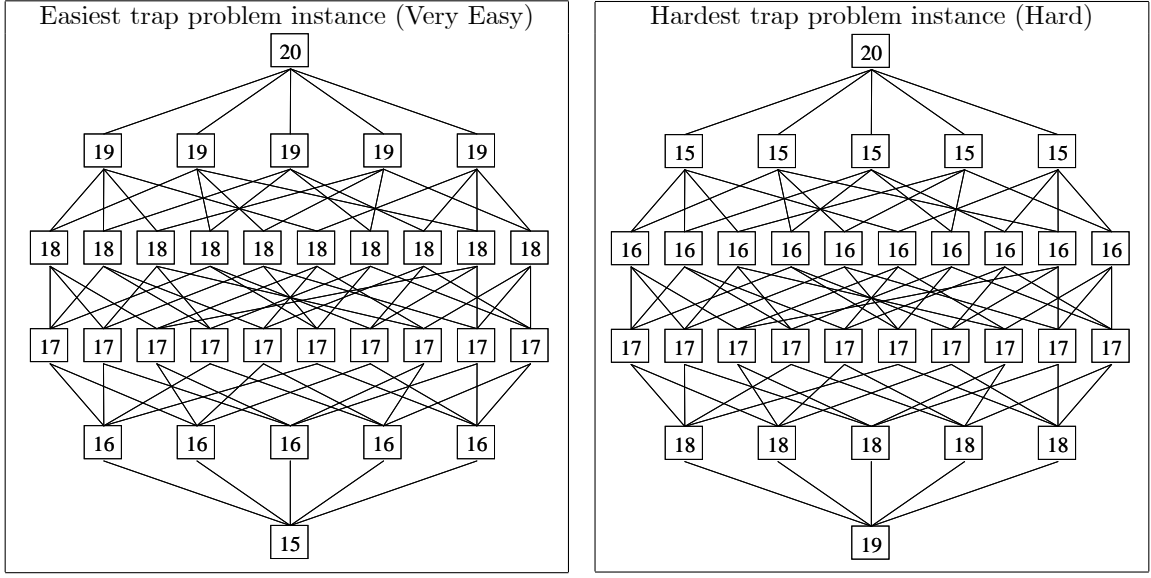 Easiest trap problem instance (Very Easy)
20
19 19 19 19 19
18 18 18 18 18 18 18 18 18 18
17 17 17 17 17 17 17 17 17 17
16 16 16 16 16
15
Hardest trap problem instance (Hard)
20
15 15 15 15 15
16 16 16 16 16 16 16 16 16 16
17 17 17 17 17 17 17 17 17 17
18 18 18 18 18
19